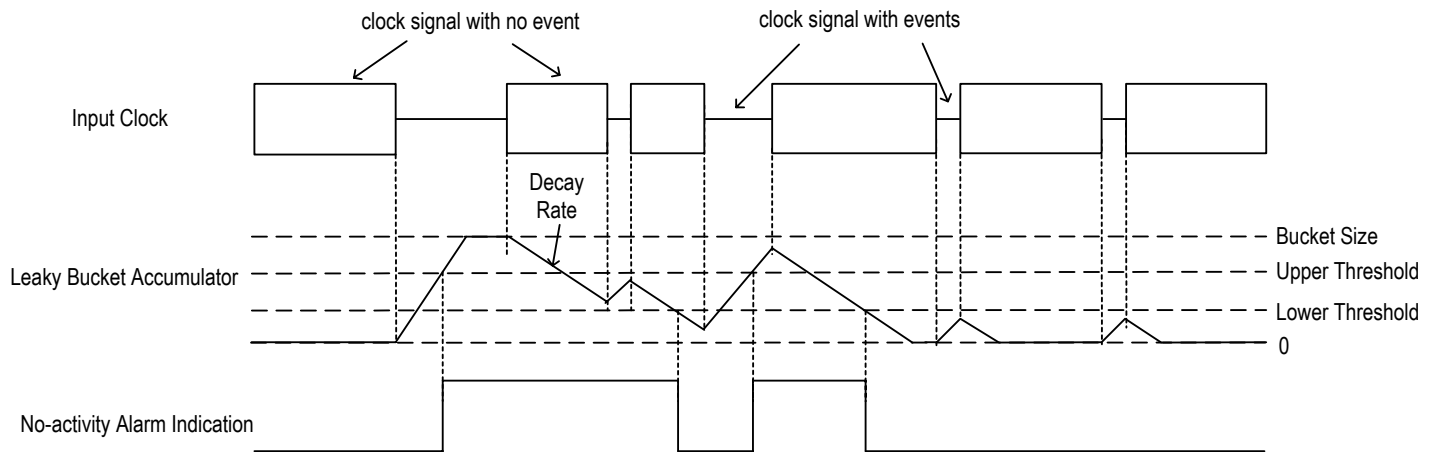 clock signal with no event
clock signal with events
Input Clock
Decay
Rate
Bucket Size
Leaky Bucket Accumulator
Upper Threshold
Lower Threshold
0
No-activity Alarm Indication